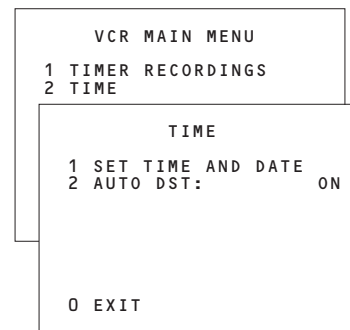 VCR MAIN MENU
1 TIMER RECORDINGS
2 TIME
TIME
1 SET TIME AND DATE
2 AUTO DST: ON
0 EXIT